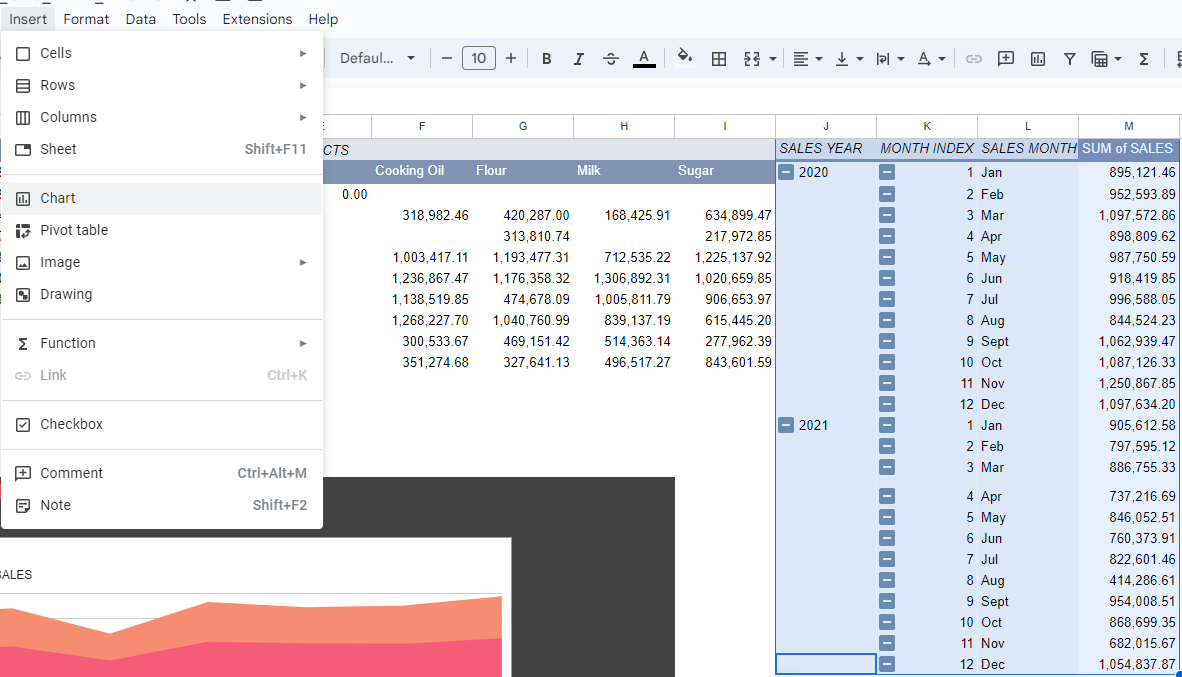 Insert Format Data Tools Extensions Help
Cells
Rows
Columns
Sheet Shift+F11
Chart
Pivot table
Image
Drawing
Function
Link Ctrl+K
Checkbox
Comment Ctrl+Alt+M
Note Shift+F2
Defaul... 10 B I A
F G H I J K L M
CTS SALES YEAR MONTH INDEX SALES MONTH SUM of SALES
Cooking Oil Flour Milk Sugar 2020 1 Jan 895,121.46
0.00 2 Feb 952,593.89
318,982.46 420,287.00 168,425.91 634,899.47 3 Mar 1,097,572.86
313,810.74 217,972.85 4 Apr 898,809.62
1,003,417.11 1,193,477.31 712,535.22 1,225,137.92 5 May 987,750.59
1,236,867.47 1,176,358.32 1,306,892.31 1,020,659.85 6 Jun 918,419.85
1,138,519.85 474,678.09 1,005,811.79 906,653.97 7 Jul 996,588.05
1,268,227.70 1,040,760.99 839,137.19 615,445.20 8 Aug 844,524.23
300,533.67 469,151.42 514,363.14 277,962.39 9 Sept 1,062,939.47
351,274.68 327,641.13 496,517.27 843,601.59 10 Oct 1,087,126.33
11 Nov 1,250,867.85
12 Dec 1,097,634.20
2021 1 Jan 905,612.58
2 Feb 797,595.12
3 Mar 886,755.33
4 Apr 737,216.69
5 May 846,052.51
6 Jun 760,373.91
7 Jul 822,601.46
8 Aug 414,286.61
9 Sept 954,008.51
10 Oct 868,699.35
11 Nov 682,015.67
12 Dec 1,054,837.87
SALES